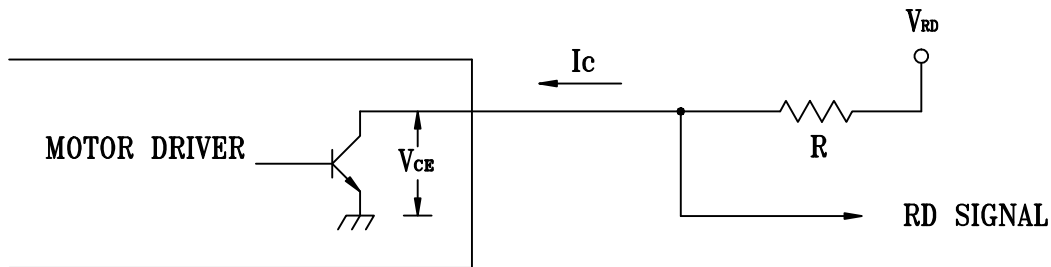 VRD
Ic
MOTOR DRIVER
VCE
R
RD SIGNAL